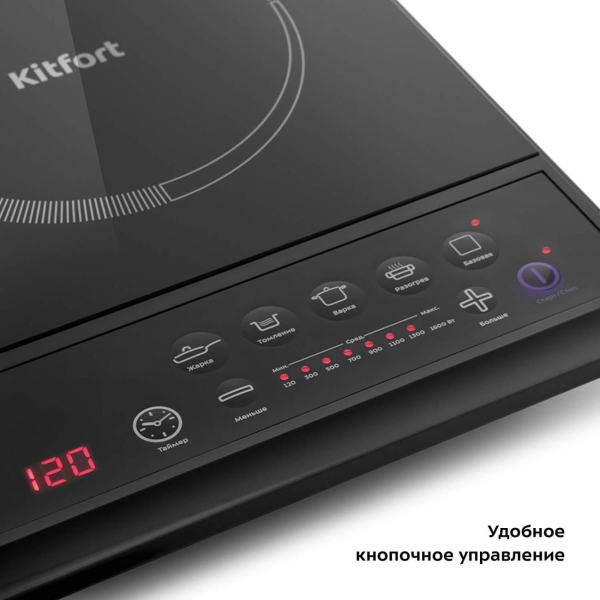 Kitfort
Базовая
Разогрев
Варка
Томление
Жарка
Старт/Стоп
Больше
Мин. Сред. Макс.
120 300 500 700 900 1100 1300 1600 Вт
Меньше
Таймер
120
Удобное
кнопочное управление